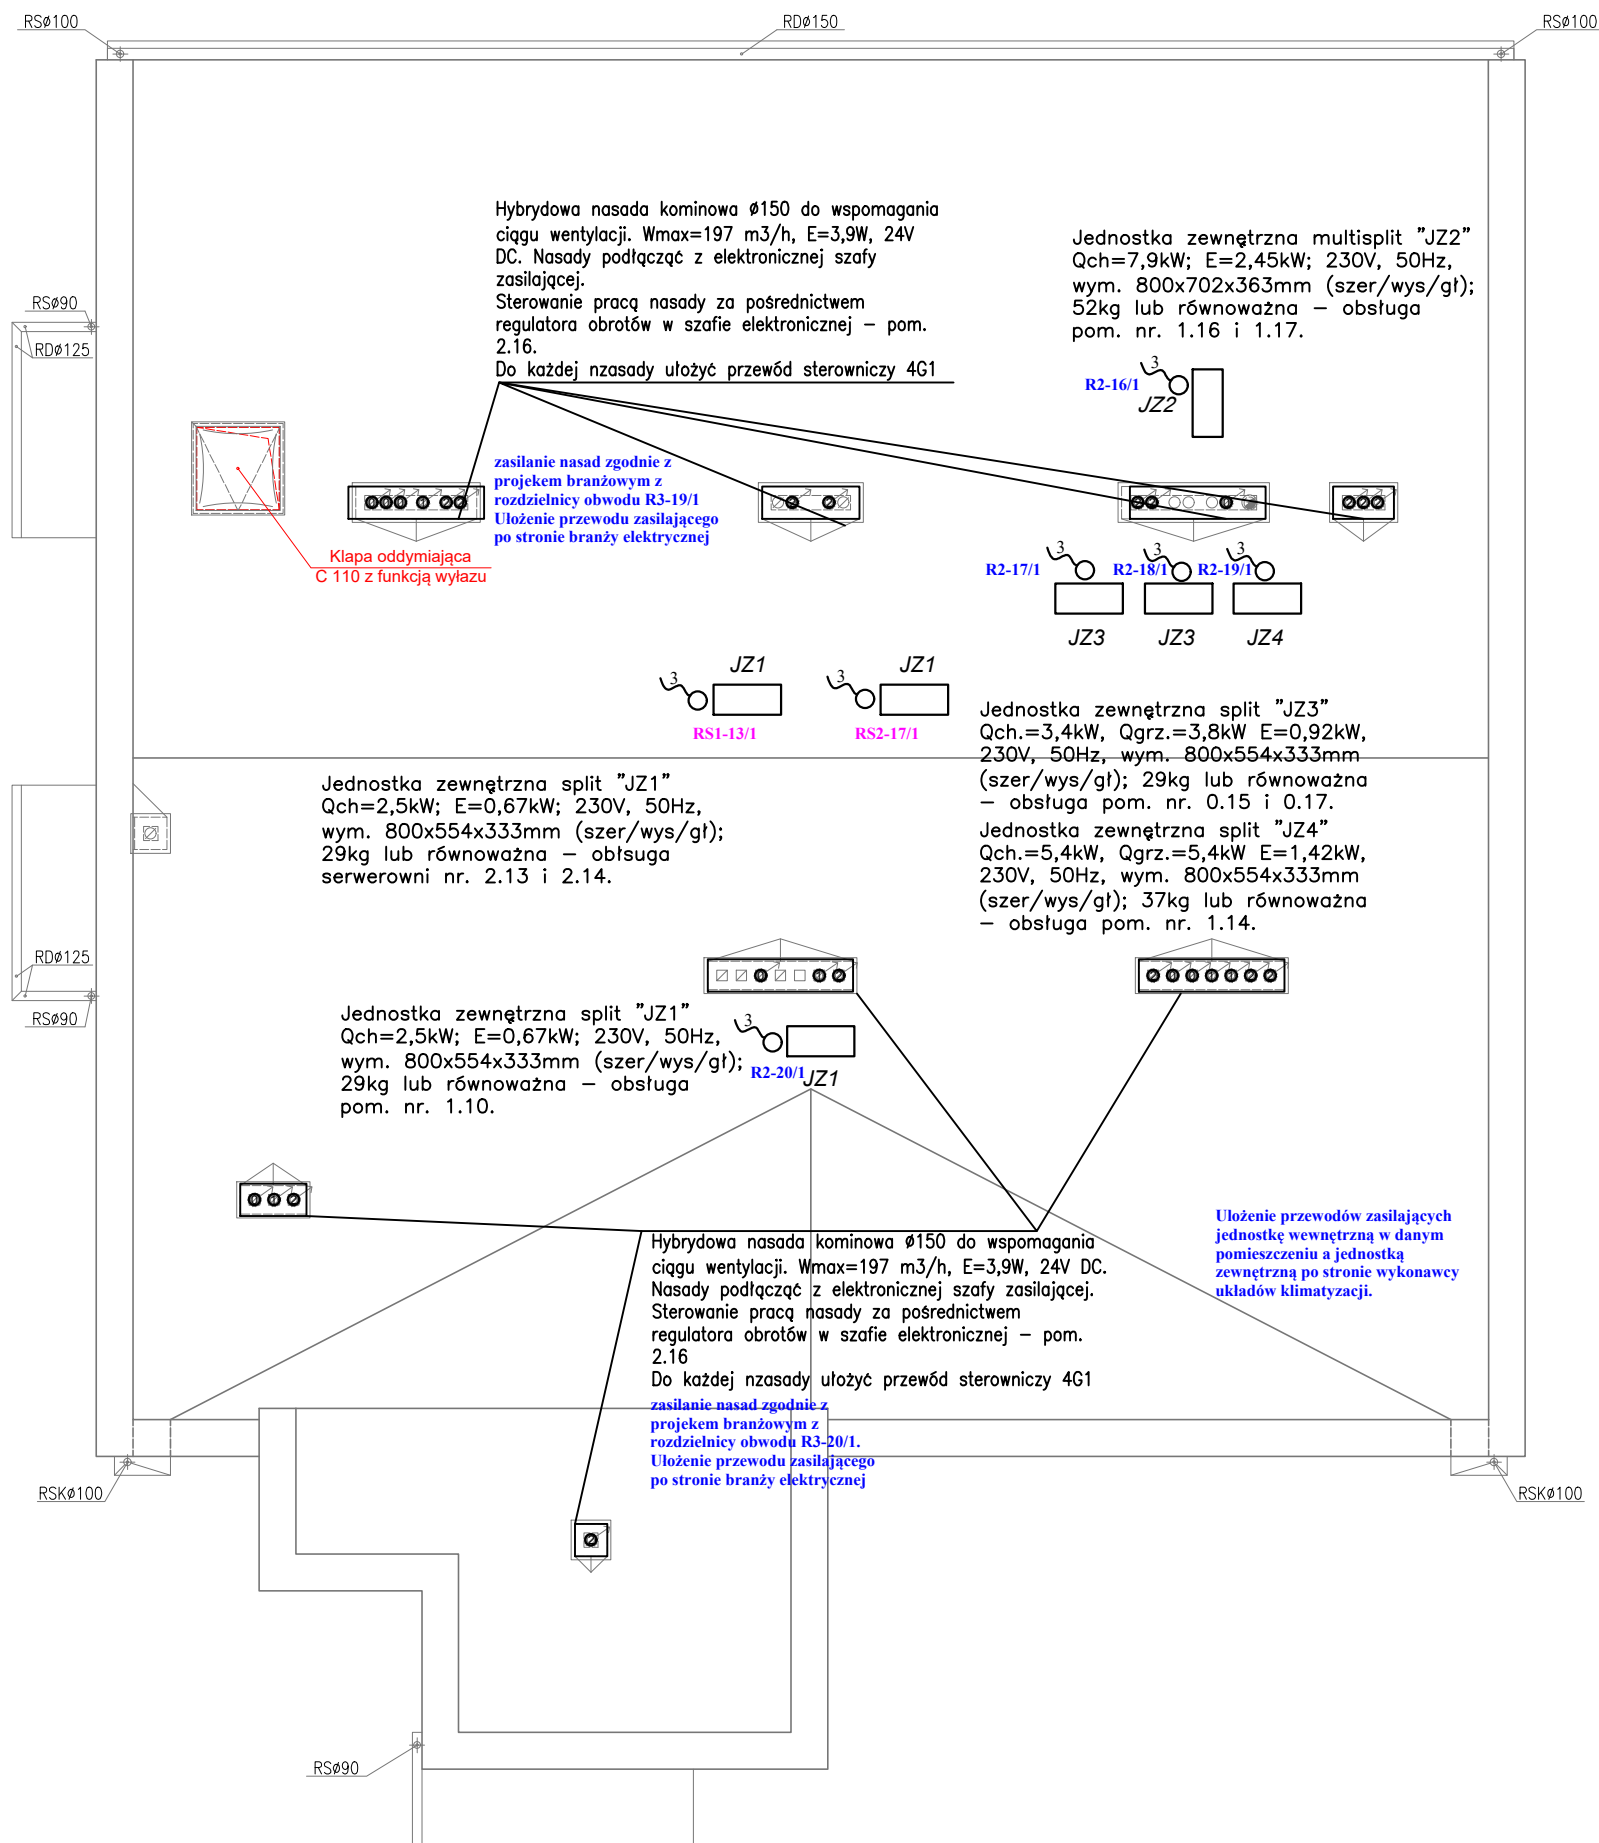 RSø100
RDø150
RSø100
Hybrydowa nasada kominowa ø150 do wspomagania
ciągu wentylacji. Wmax=197 m3/h, E=3,9W, 24V
DC. Nasady podłączć z elektronicznej szafy
zasilającej.
Sterowanie pracą nasady za pośrednictwem
regulatora obrotów w szafie elektronicznej – pom.
2.16.
Do każdej nzasady ułożyć przewód sterowniczy 4G1
Jednostka zewnętrzna multisplit "JZ2"
Qch=7,9kW; E=2,45kW; 230V, 50Hz,
wym. 800x702x363mm (szer/wys/gł);
52kg lub równoważna – obsługa
pom. nr. 1.16 i 1.17.
RSø90
RDø125
3
R2-16/1
JZ2
zasilanie nasad zgodnie z
projekem branżowym z
rozdzielnicy obwodu R3-19/1
Ułożenie przewodu zasilającego
po stronie branży elektrycznej
Klapa oddymiająca
C 110 z funkcją wyłazu
3
3
3
R2-17/1
R2-18/1
R2-19/1
JZ3
JZ3
JZ4
3
JZ1
3
JZ1
RS1-13/1
RS2-17/1
Jednostka zewnętrzna split "JZ3"
Qch.=3,4kW, Qgrz.=3,8kW E=0,92kW,
230V, 50Hz, wym. 800x554x333mm
(szer/wys/gł); 29kg lub równoważna
– obsługa pom. nr. 0.15 i 0.17.
Jednostka zewnętrzna split "JZ4"
Qch.=5,4kW, Qgrz.=5,4kW E=1,42kW,
230V, 50Hz, wym. 800x554x333mm
(szer/wys/gł); 37kg lub równoważna
– obsługa pom. nr. 1.14.
Jednostka zewnętrzna split "JZ1"
Qch=2,5kW; E=0,67kW; 230V, 50Hz,
wym. 800x554x333mm (szer/wys/gł);
29kg lub równoważna – obłsuga
serwerowni nr. 2.13 i 2.14.
RDø125
RSø90
Jednostka zewnętrzna split "JZ1"
Qch=2,5kW; E=0,67kW; 230V, 50Hz,
wym. 800x554x333mm (szer/wys/gł);
29kg lub równoważna – obsługa
pom. nr. 1.10.
3
R2-20/1
JZ1
Ułożenie przewodów zasilających
jednostkę wewnętrzną w danym
pomieszczeniu a jednostką
zewnętrzną po stronie wykonawcy
układów klimatyzacji.
Hybrydowa nasada kominowa ø150 do wspomagania
ciągu wentylacji. Wmax=197 m3/h, E=3,9W, 24V DC.
Nasady podłączć z elektronicznej szafy zasilającej.
Sterowanie pracą nasady za pośrednictwem
regulatora obrotów w szafie elektronicznej – pom.
2.16
Do każdej nzasady ułożyć przewód sterowniczy 4G1
zasilanie nasad zgodnie z
projekem branżowym z
rozdzielnicy obwodu R3-20/1.
Ułożenie przewodu zasilającego
po stronie branży elektrycznej
RSKø100
RSKø100
RSø90